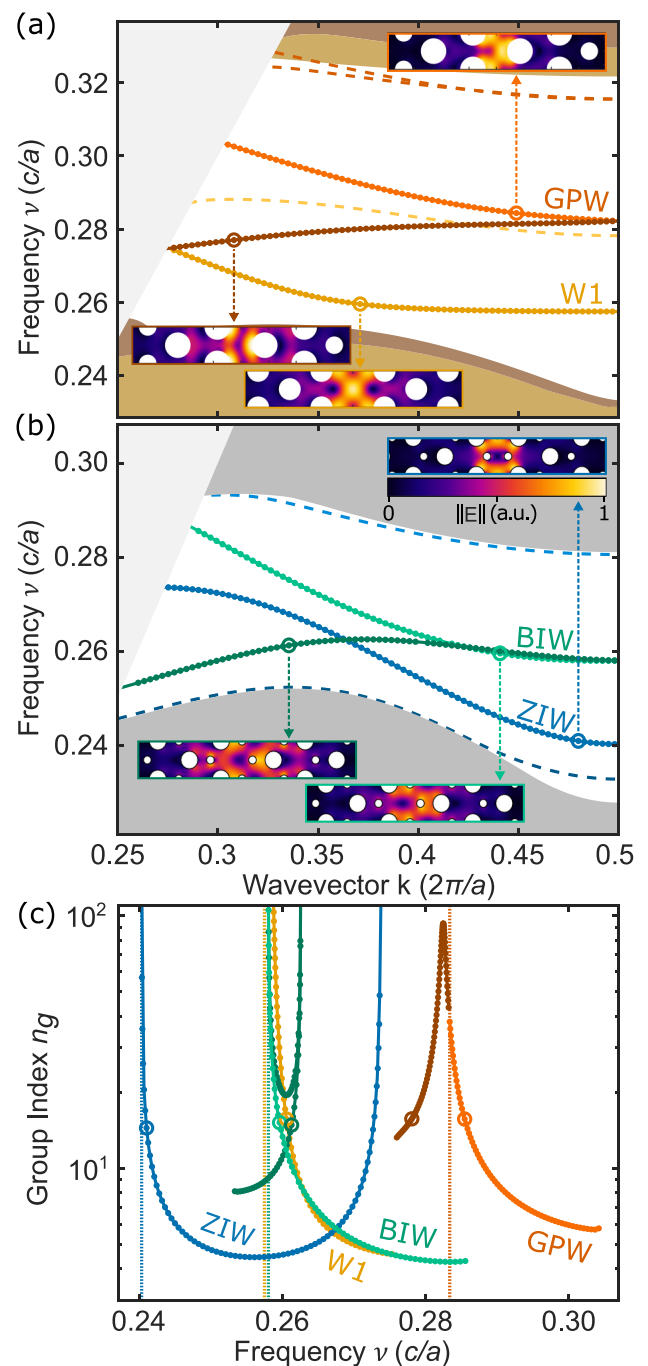 (a)
0.32
0.30
0.28
0.26
0.24
Frequency ν (c/a)
GPW
W1
(b)
0.30
0.28
0.26
0.24
Frequency ν (c/a)
0 ‖E‖ (a.u.) 1
BIW
ZIW
0.25 0.3 0.35 0.4 0.45 0.5
Wavevector k (2π/a)
(c)
10²
10¹
Group Index n_g
ZIW
W1
BIW
GPW
0.24 0.26 0.28 0.30
Frequency ν (c/a)